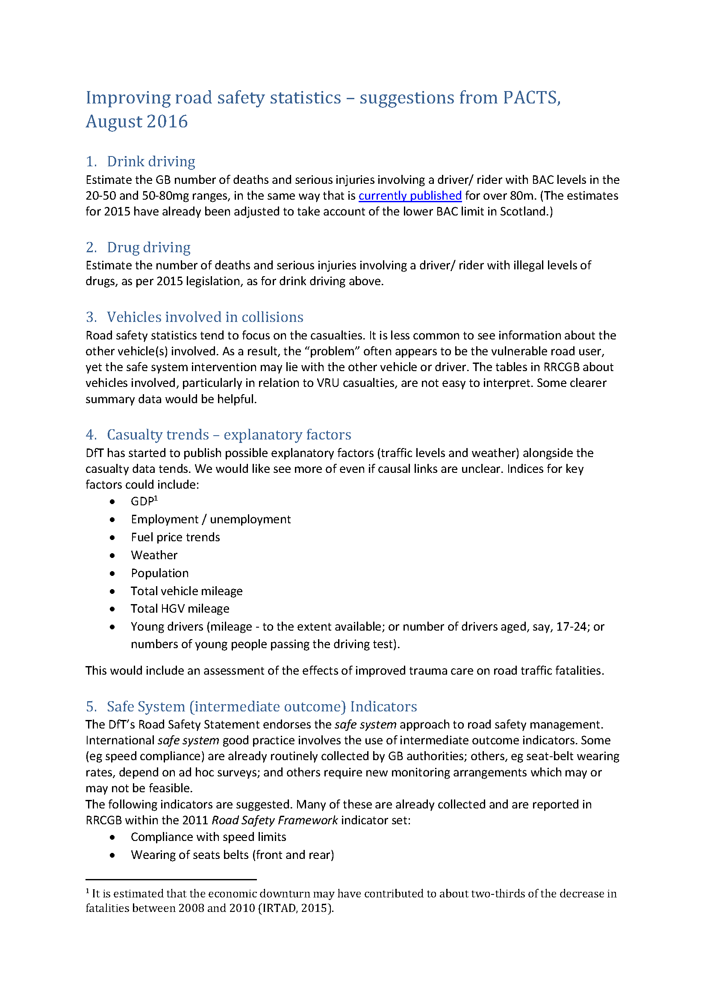 Improving road safety statistics – suggestions from PACTS,
August 2016
1. Drink driving
Estimate the GB number of deaths and serious injuries involving a driver/ rider with BAC levels in the
20-50 and 50-80mg ranges, in the same way that is currently published for over 80m. (The estimates
for 2015 have already been adjusted to take account of the lower BAC limit in Scotland.)
2. Drug driving
Estimate the number of deaths and serious injuries involving a driver/ rider with illegal levels of
drugs, as per 2015 legislation, as for drink driving above.
3. Vehicles involved in collisions
Road safety statistics tend to focus on the casualties. It is less common to see information about the
other vehicle(s) involved. As a result, the “problem” often appears to be the vulnerable road user,
yet the safe system intervention may lie with the other vehicle or driver. The tables in RRCGB about
vehicles involved, particularly in relation to VRU casualties, are not easy to interpret. Some clearer
summary data would be helpful.
4. Casualty trends – explanatory factors
DfT has started to publish possible explanatory factors (traffic levels and weather) alongside the
casualty data tends. We would like see more of even if causal links are unclear. Indices for key
factors could include:
• GDP¹
• Employment / unemployment
• Fuel price trends
• Weather
• Population
• Total vehicle mileage
• Total HGV mileage
• Young drivers (mileage - to the extent available; or number of drivers aged, say, 17-24; or
numbers of young people passing the driving test).
This would include an assessment of the effects of improved trauma care on road traffic fatalities.
5. Safe System (intermediate outcome) Indicators
The DfT’s Road Safety Statement endorses the safe system approach to road safety management.
International safe system good practice involves the use of intermediate outcome indicators. Some
(eg speed compliance) are already routinely collected by GB authorities; others, eg seat-belt wearing
rates, depend on ad hoc surveys; and others require new monitoring arrangements which may or
may not be feasible.
The following indicators are suggested. Many of these are already collected and are reported in
RRCGB within the 2011 Road Safety Framework indicator set:
• Compliance with speed limits
• Wearing of seats belts (front and rear)
¹ It is estimated that the economic downturn may have contributed to about two-thirds of the decrease in
fatalities between 2008 and 2010 (IRTAD, 2015).